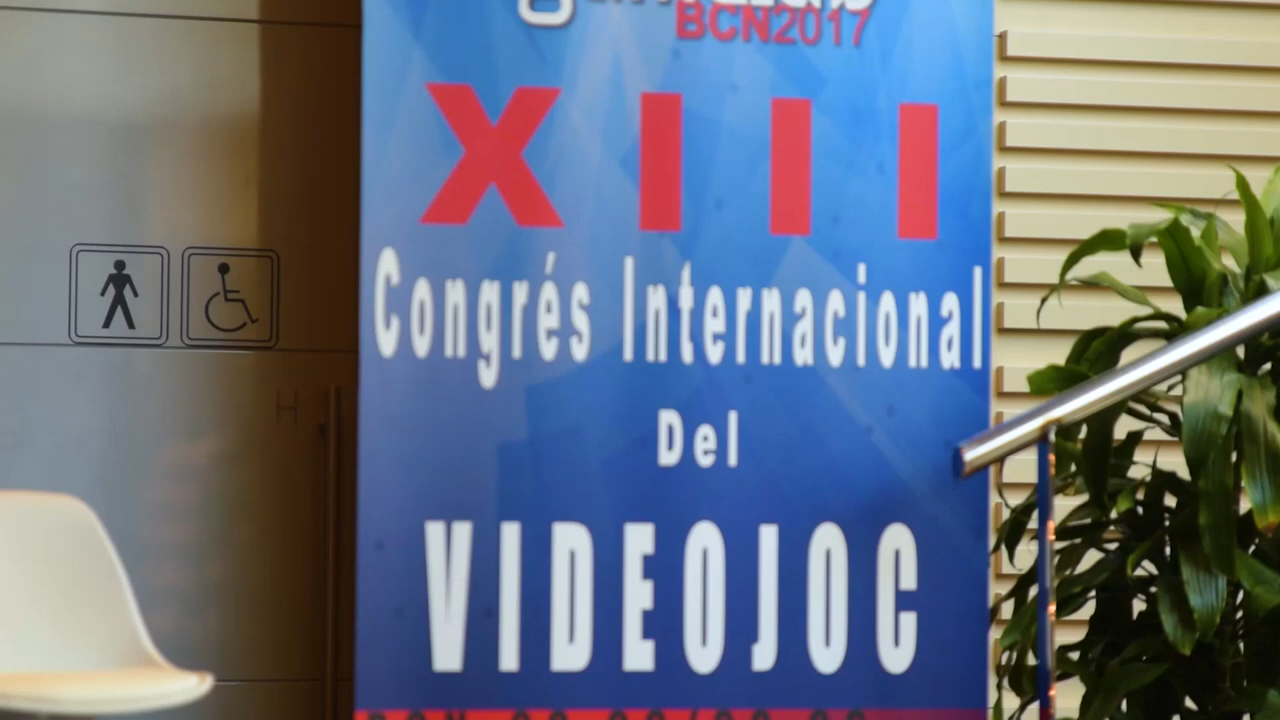 BCN2017
XIII
Congrés Internacional
Del
VIDEOJOC
H